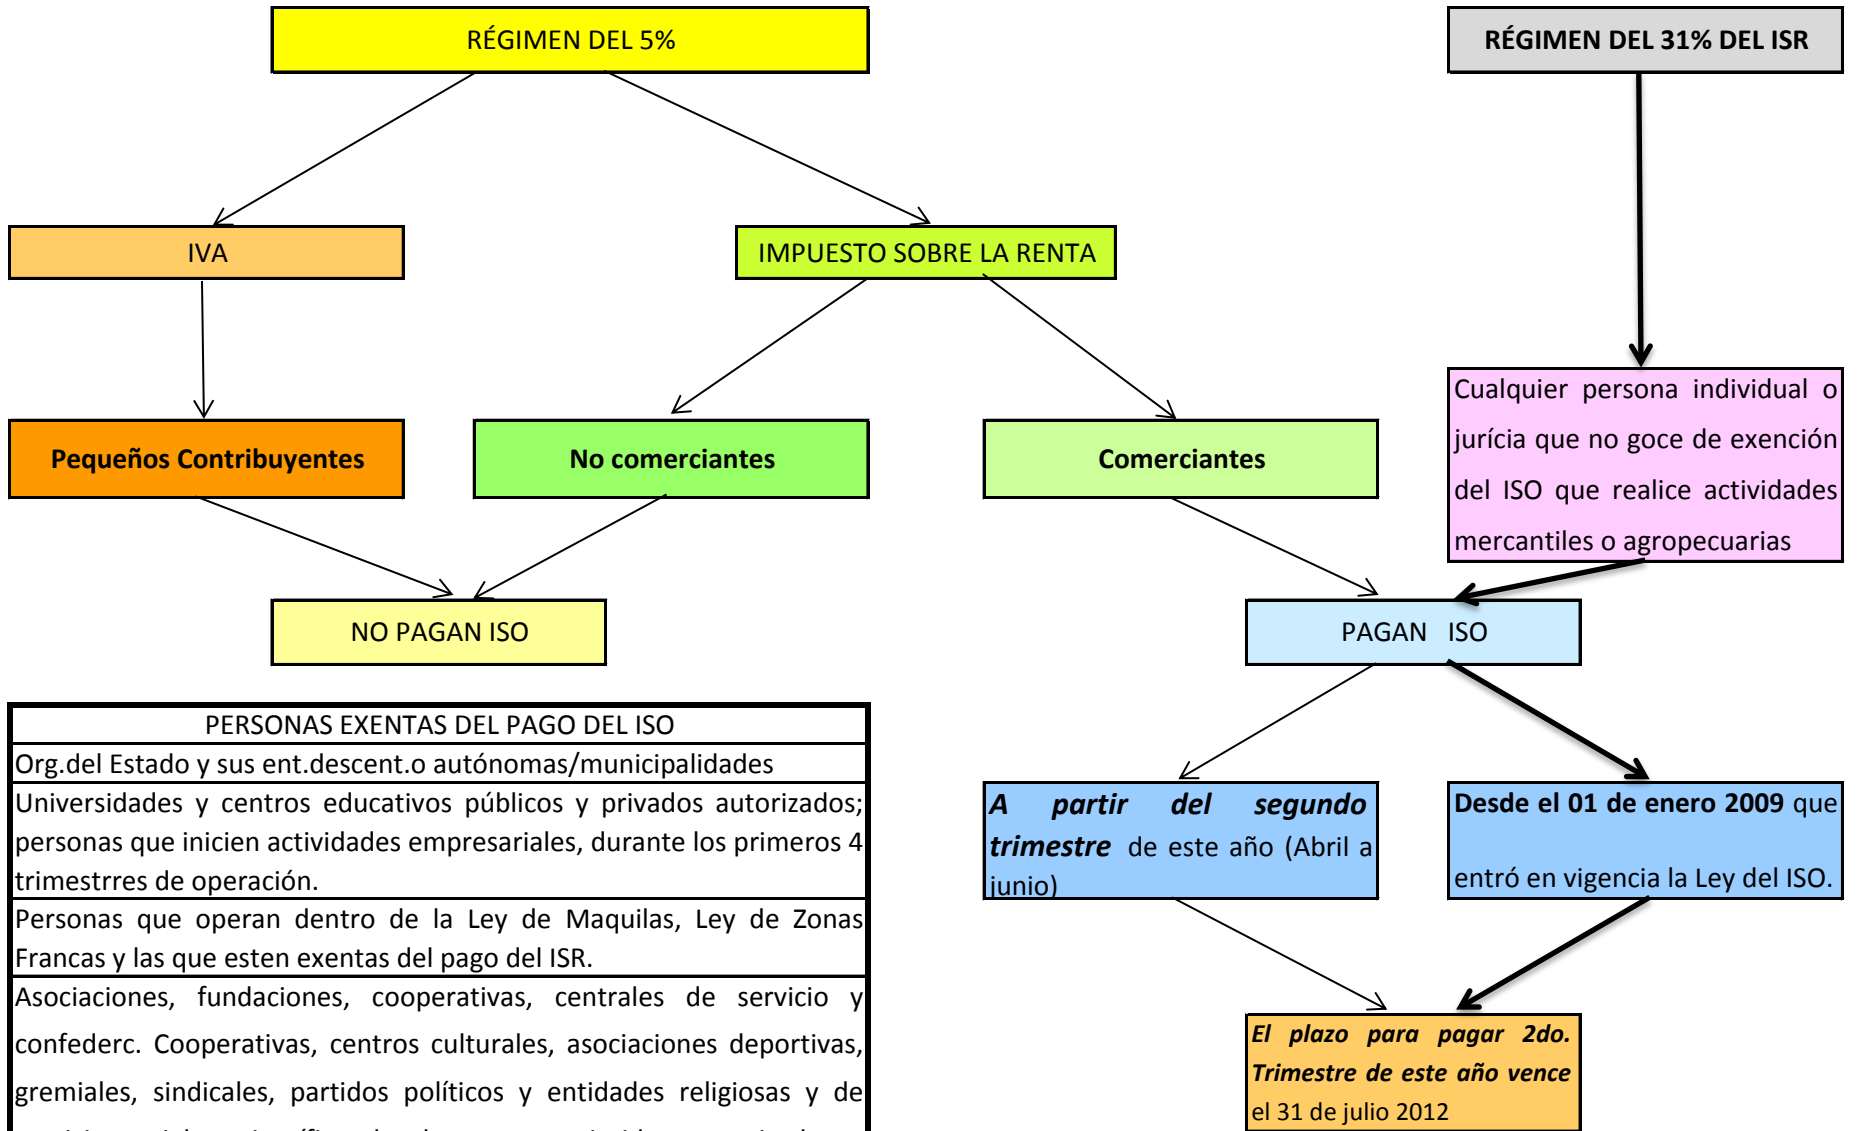 RÉGIMEN DEL 5%
RÉGIMEN DEL 31% DEL ISR
IVA
IMPUESTO SOBRE LA RENTA
Pequeños Contribuyentes
No comerciantes
Comerciantes
Cualquier persona individual o
jurícia que no goce de exención
del ISO que realice actividades
mercantiles o agropecuarias
NO PAGAN ISO
PAGAN ISO
PERSONAS EXENTAS DEL PAGO DEL ISO
Org.del Estado y sus ent.descent.o autónomas/municipalidades
Universidades y centros educativos públicos y privados autorizados;
personas que inicien actividades empresariales, durante los primeros 4
trimestrres de operación.
Personas que operan dentro de la Ley de Maquilas, Ley de Zonas
Francas y las que esten exentas del pago del ISR.
Asociaciones, fundaciones, cooperativas, centrales de servicio y
confederc. Cooperativas, centros culturales, asociaciones deportivas,
gremiales, sindicales, partidos políticos y entidades religiosas y de
A partir del segundo
trimestre de este año (Abril a
junio)
Desde el 01 de enero 2009 que
entró en vigencia la Ley del ISO.
El plazo para pagar 2do.
Trimestre de este año vence
el 31 de julio 2012